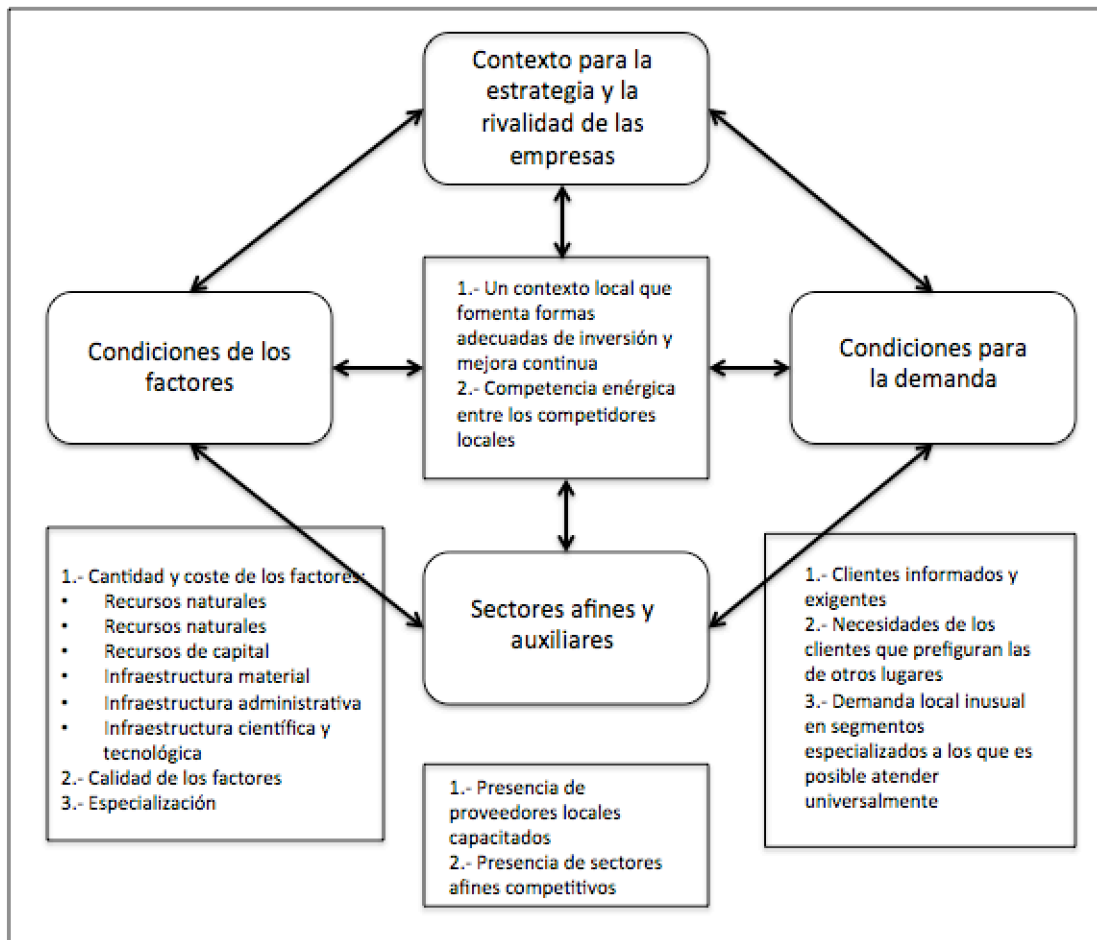 Contexto para la
estrategia y la
rivalidad de las
empresas
Condiciones de los
factores
1.- Un contexto local que
fomenta formas
adecuadas de inversión y
mejora continua
2.- Competencia enérgica
entre los competidores
locales
Condiciones para
la demanda
1.- Cantidad y coste de los factores:
• Recursos naturales
• Recursos naturales
• Recursos de capital
• Infraestructura material
• Infraestructura administrativa
• Infraestructura científica y
tecnológica
2.- Calidad de los factores
3.- Especialización
Sectores afines y
auxiliares
1.- Presencia de
proveedores locales
capacitados
2.- Presencia de sectores
afines competitivos
1.- Clientes informados y
exigentes
2.- Necesidades de los
clientes que prefiguran las
de otros lugares
3.- Demanda local inusual
en segmentos
especializados a los que es
posible atender
universalmente